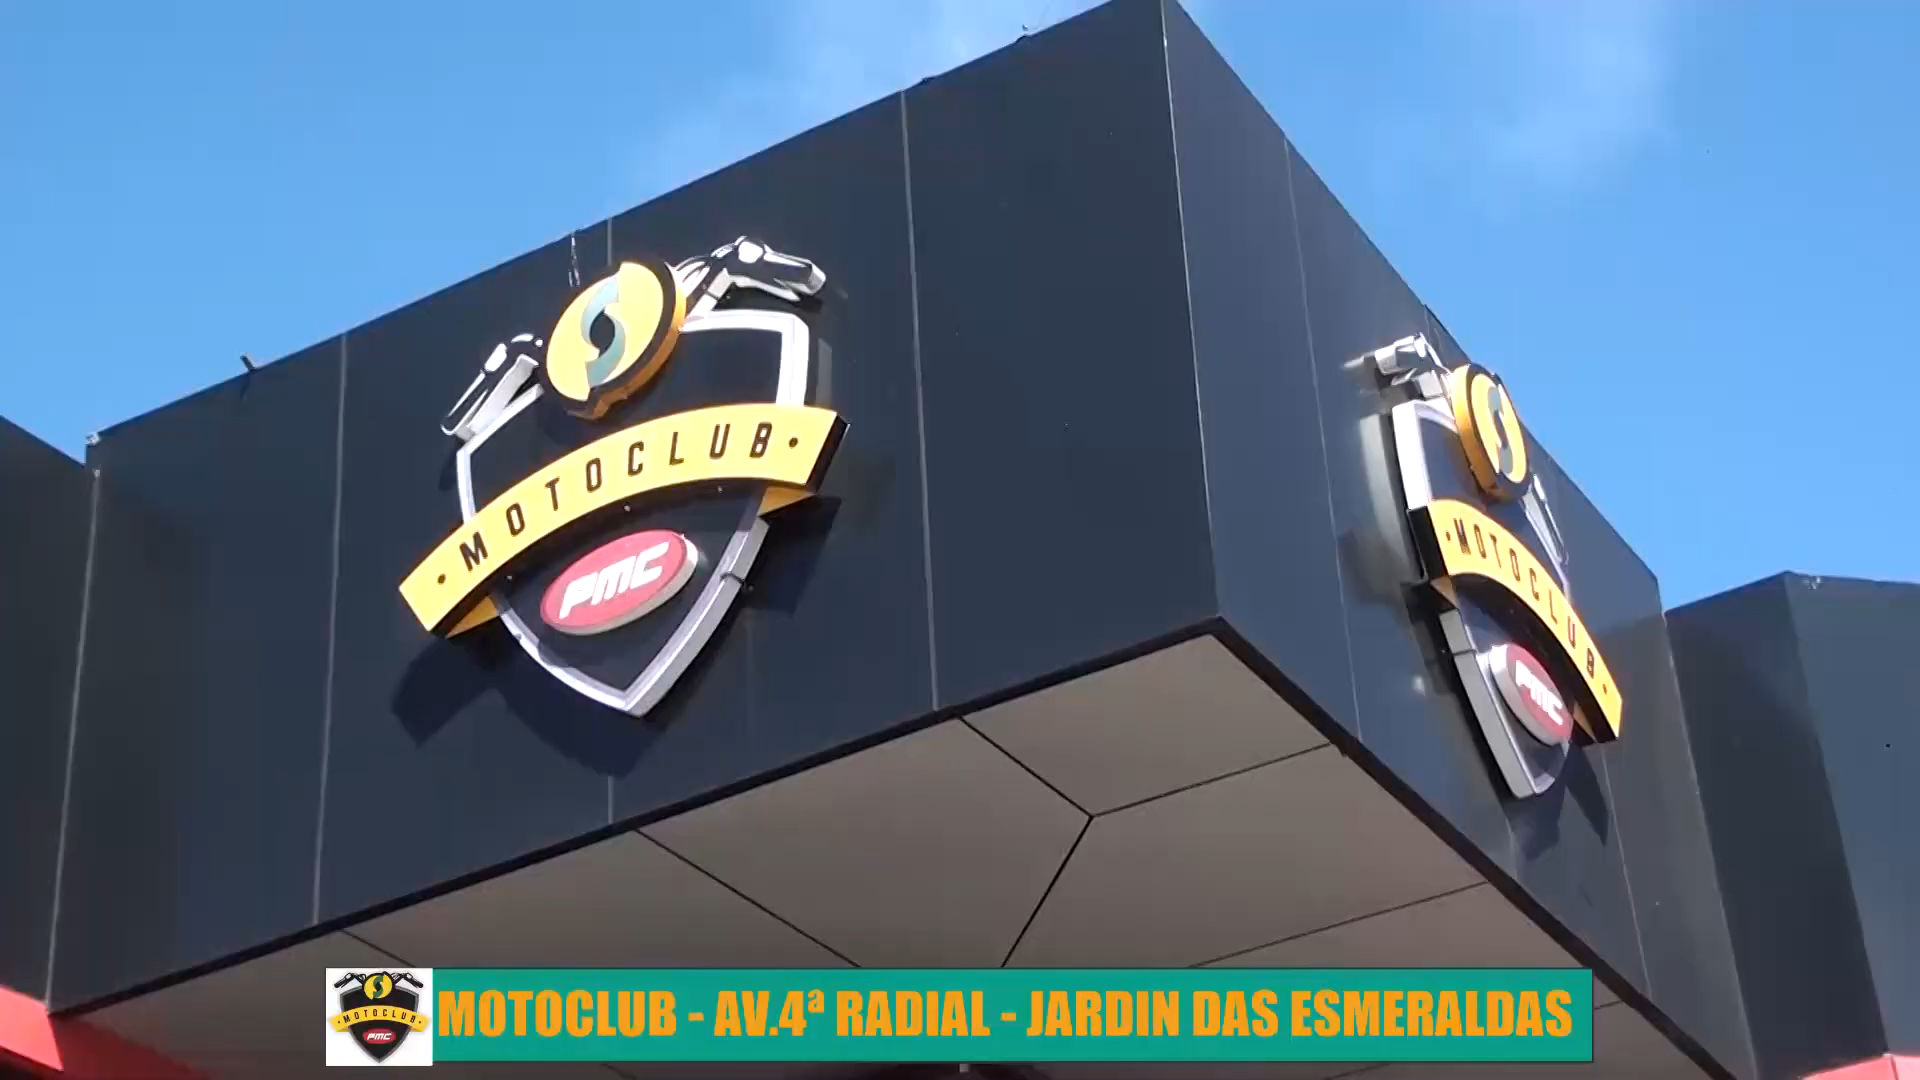 MOTOCLUB
PMC
MOTOCLUB
PMC
MOTOCLUB
PMC
MOTOCLUB - AV.4ª RADIAL - JARDIN DAS ESMERALDAS